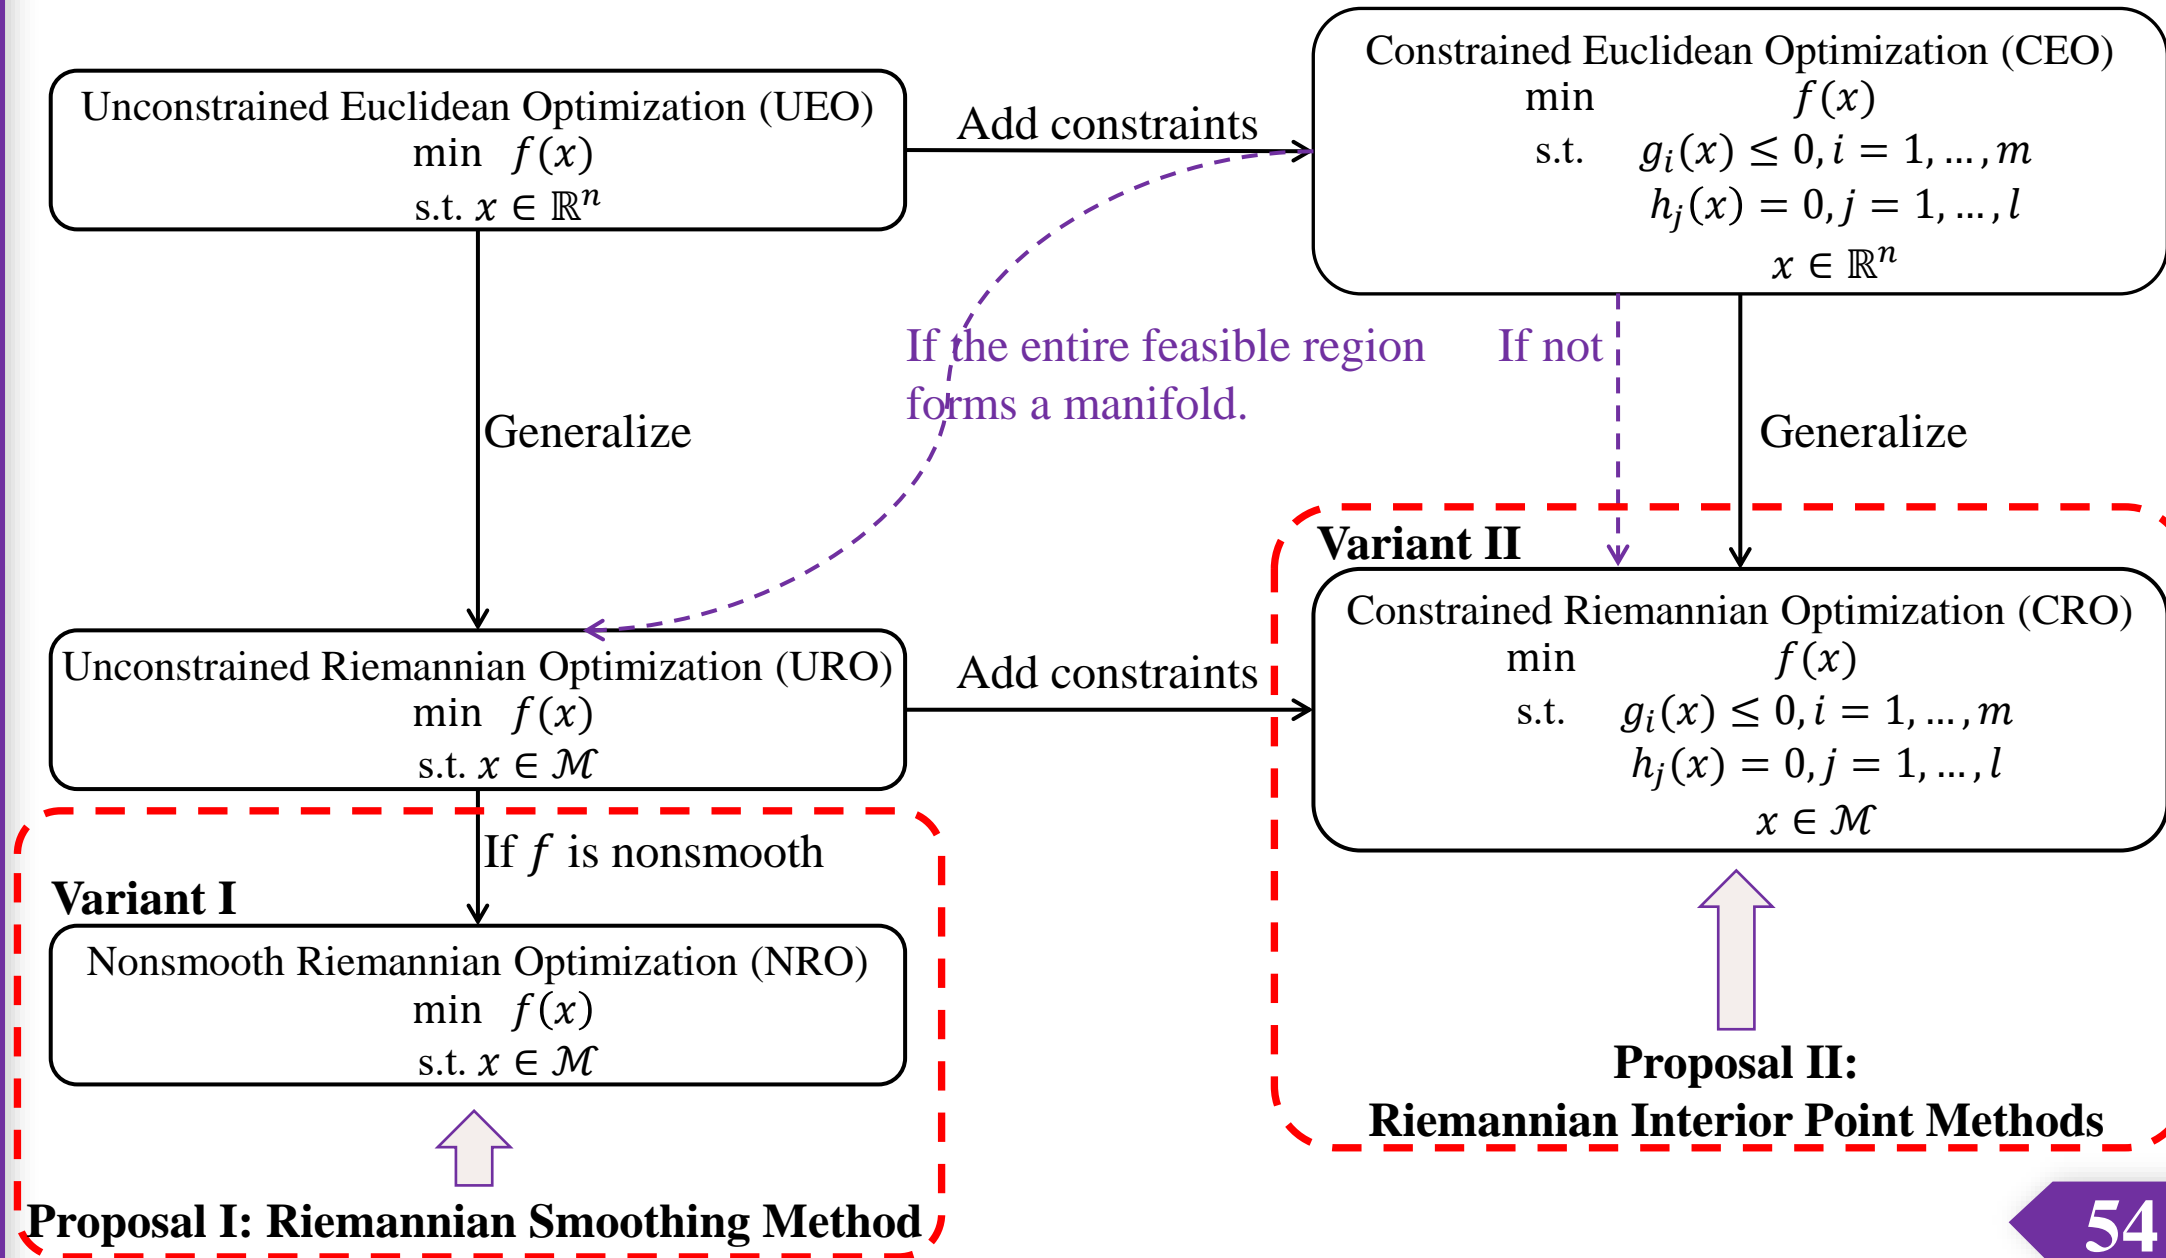 Unconstrained Euclidean Optimization (UEO)
min f(x)
s.t. x ∈ ℝⁿ
Add constraints
Constrained Euclidean Optimization (CEO)
min f(x)
s.t. gᵢ(x) ≤ 0, i = 1, … , m
hⱼ(x) = 0, j = 1, … , l
x ∈ ℝⁿ
If the entire feasible region
forms a manifold.
If not
Generalize
Generalize
Unconstrained Riemannian Optimization (URO)
min f(x)
s.t. x ∈ ℳ
Add constraints
Variant II
Constrained Riemannian Optimization (CRO)
min f(x)
s.t. gᵢ(x) ≤ 0, i = 1, … , m
hⱼ(x) = 0, j = 1, … , l
x ∈ ℳ
If f is nonsmooth
Variant I
Nonsmooth Riemannian Optimization (NRO)
min f(x)
s.t. x ∈ ℳ
Proposal I: Riemannian Smoothing Method
Proposal II:
Riemannian Interior Point Methods
54